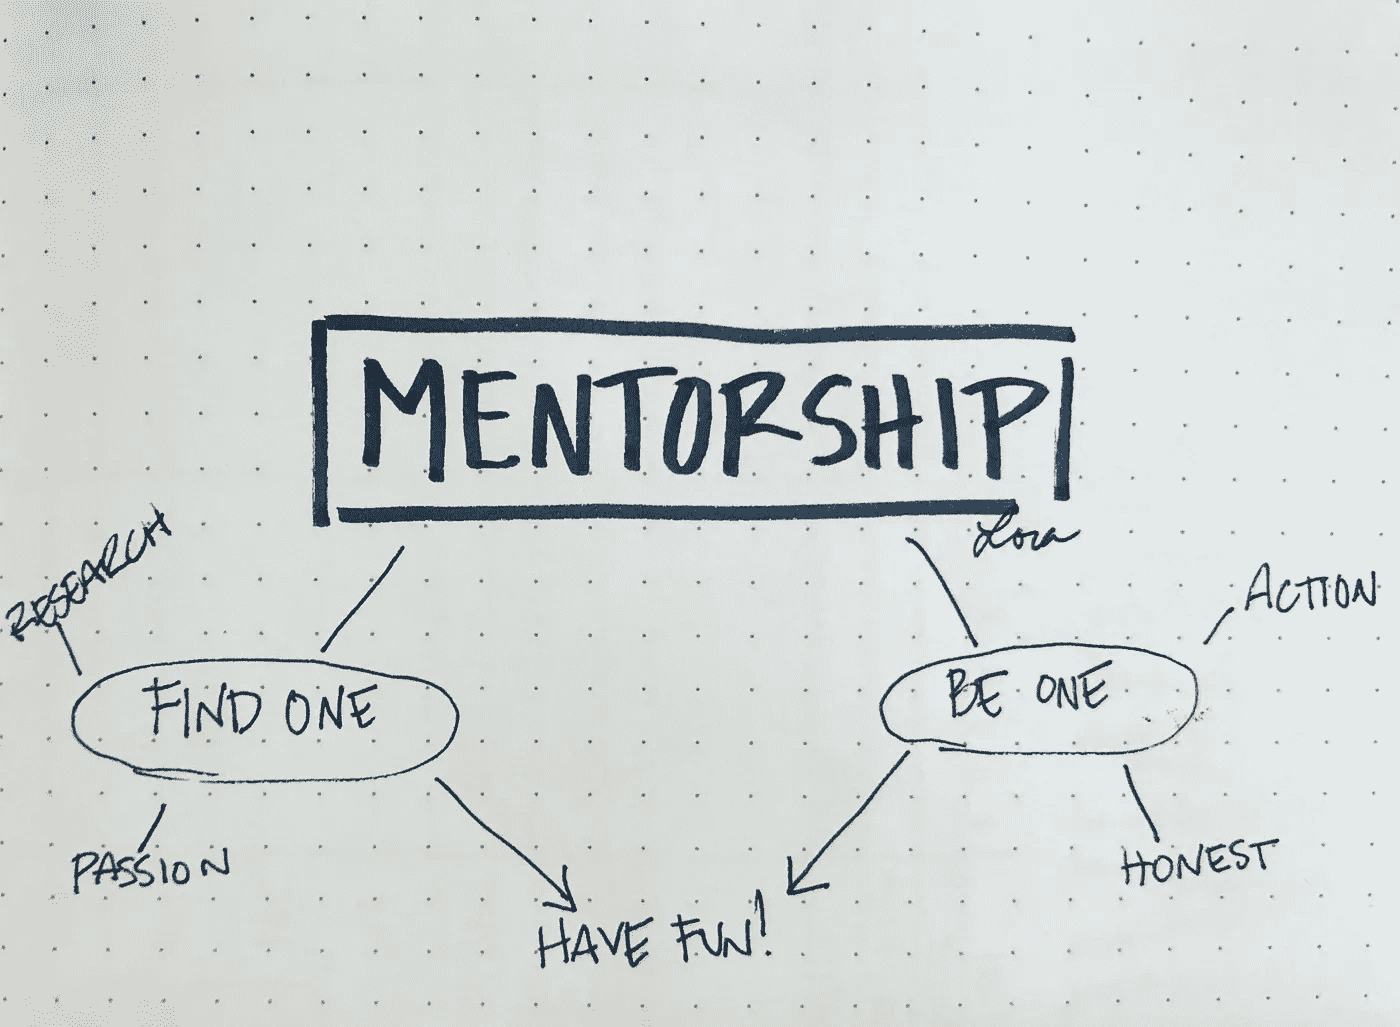 MENTORSHIP
Lora
RESEARCH
ACTION
FIND ONE
BE ONE
PASSION
HONEST
HAVE FUN!